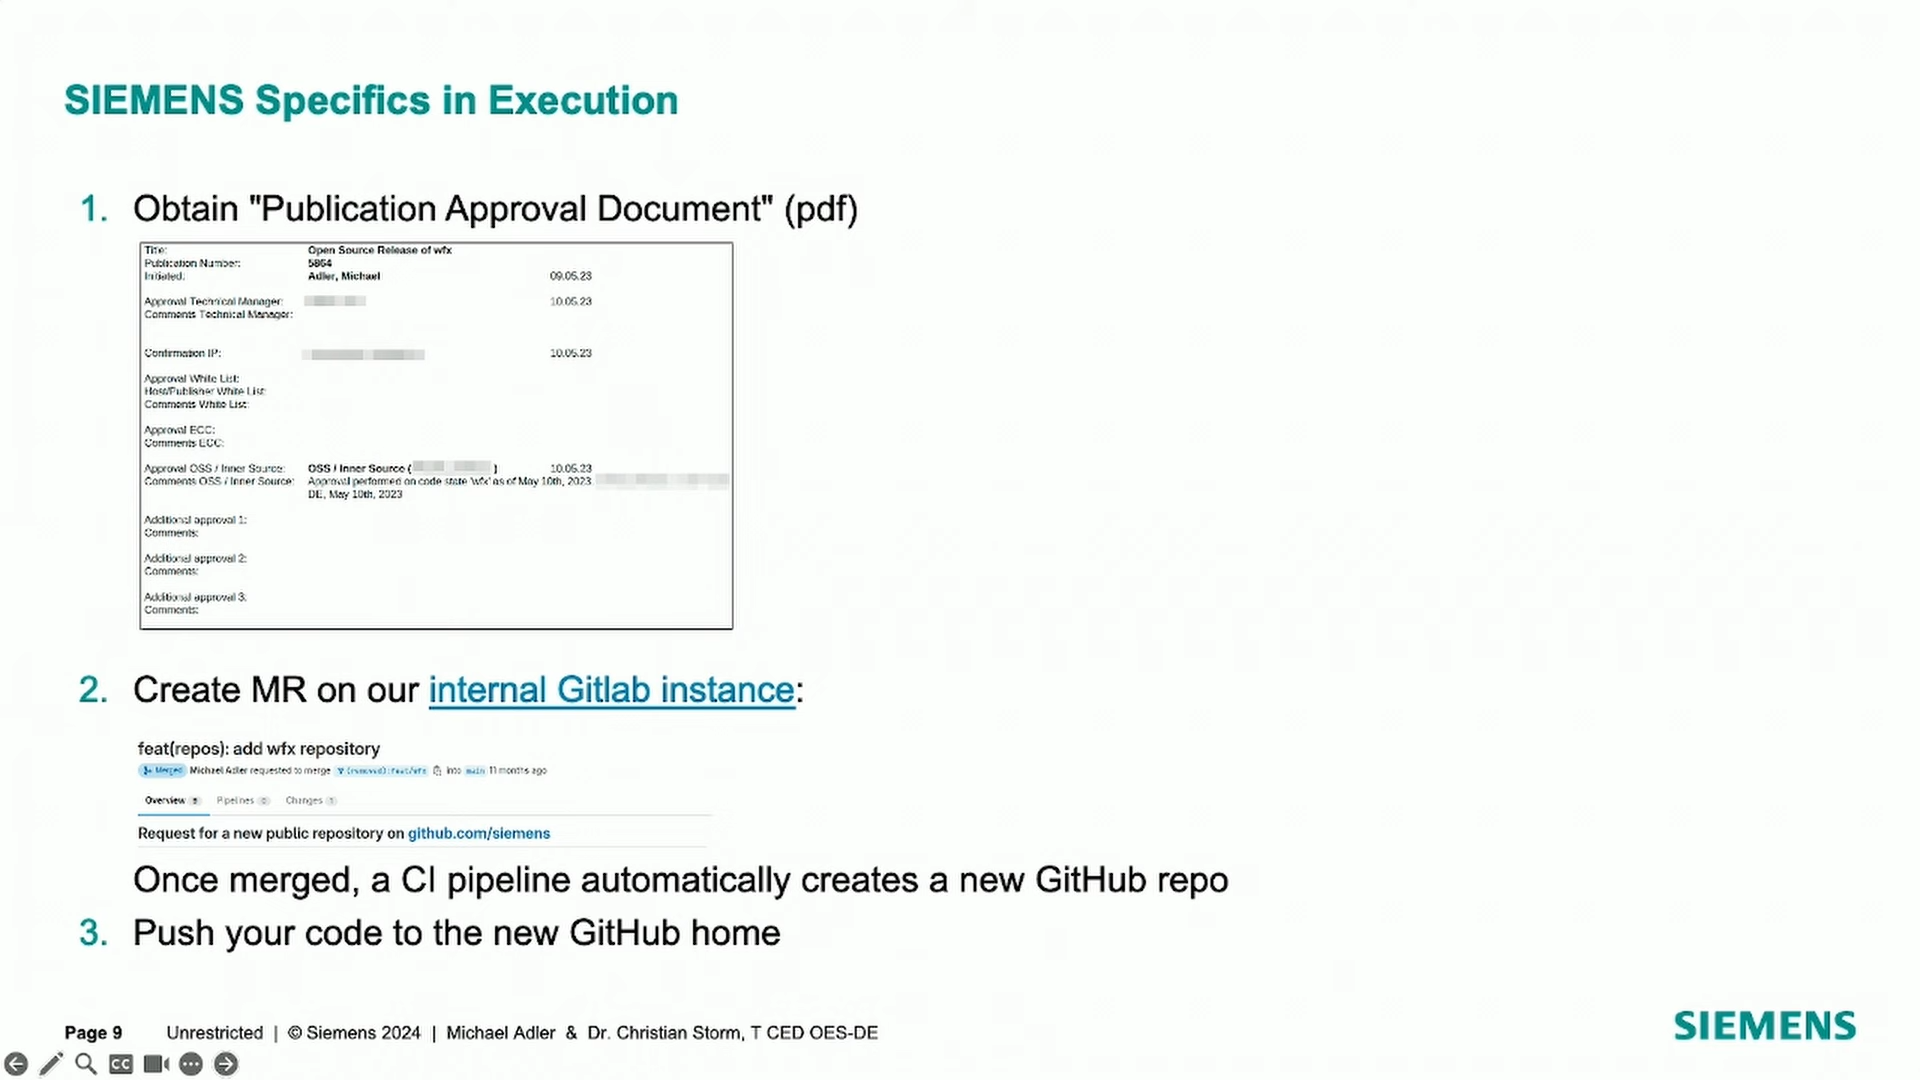 SIEMENS Specifics in Execution
1. Obtain "Publication Approval Document" (pdf)
Title: Open Source Release of wfx
Publication Number: 5864
Initiated: Adler, Michael 09.05.23
Approval Technical Manager: 10.05.23
Comments Technical Manager:
Confirmation IP: 10.05.23
Approval White List:
Host/Publisher White List:
Comments White List:
Approval ECC:
Comments ECC:
Approval OSS / Inner Source: OSS / Inner Source ( ) 10.05.23
Comments OSS / Inner Source: Approval performed on code state 'wfx' as of May 10th, 2023
DE, May 10th, 2023
Additional approval 1:
Comments:
Additional approval 2:
Comments:
Additional approval 3:
Comments:
2. Create MR on our internal Gitlab instance:
feat(repos): add wfx repository
Merged Michael Adler requested to merge (removed):feat/wfx into main 11 months ago
Overview Pipelines 0 Changes 1
Request for a new public repository on github.com/siemens
Once merged, a CI pipeline automatically creates a new GitHub repo
3. Push your code to the new GitHub home
Page 9 Unrestricted | © Siemens 2024 | Michael Adler & Dr. Christian Storm, T CED OES-DE
SIEMENS
CC